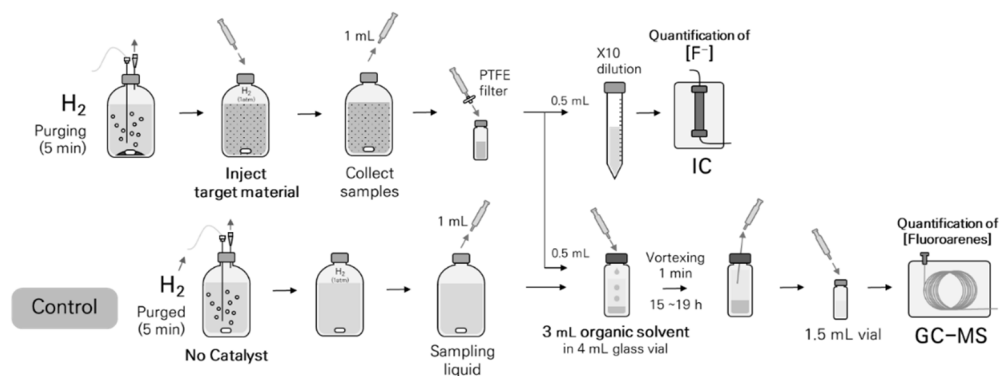 H₂
Purging
(5 min)
H₂
(1atm)
Inject
target material
1 mL
Collect
samples
PTFE
filter
0.5 mL
X10
dilution
Quantification of
[F⁻]
IC
Control
H₂
Purged
(5 min)
No Catalyst
H₂
(1atm)
1 mL
Sampling
liquid
0.5 mL
3 mL organic solvent
in 4 mL glass vial
Vortexing
1 min
15 ~19 h
1.5 mL vial
Quantification of
[Fluoroarenes]
GC-MS